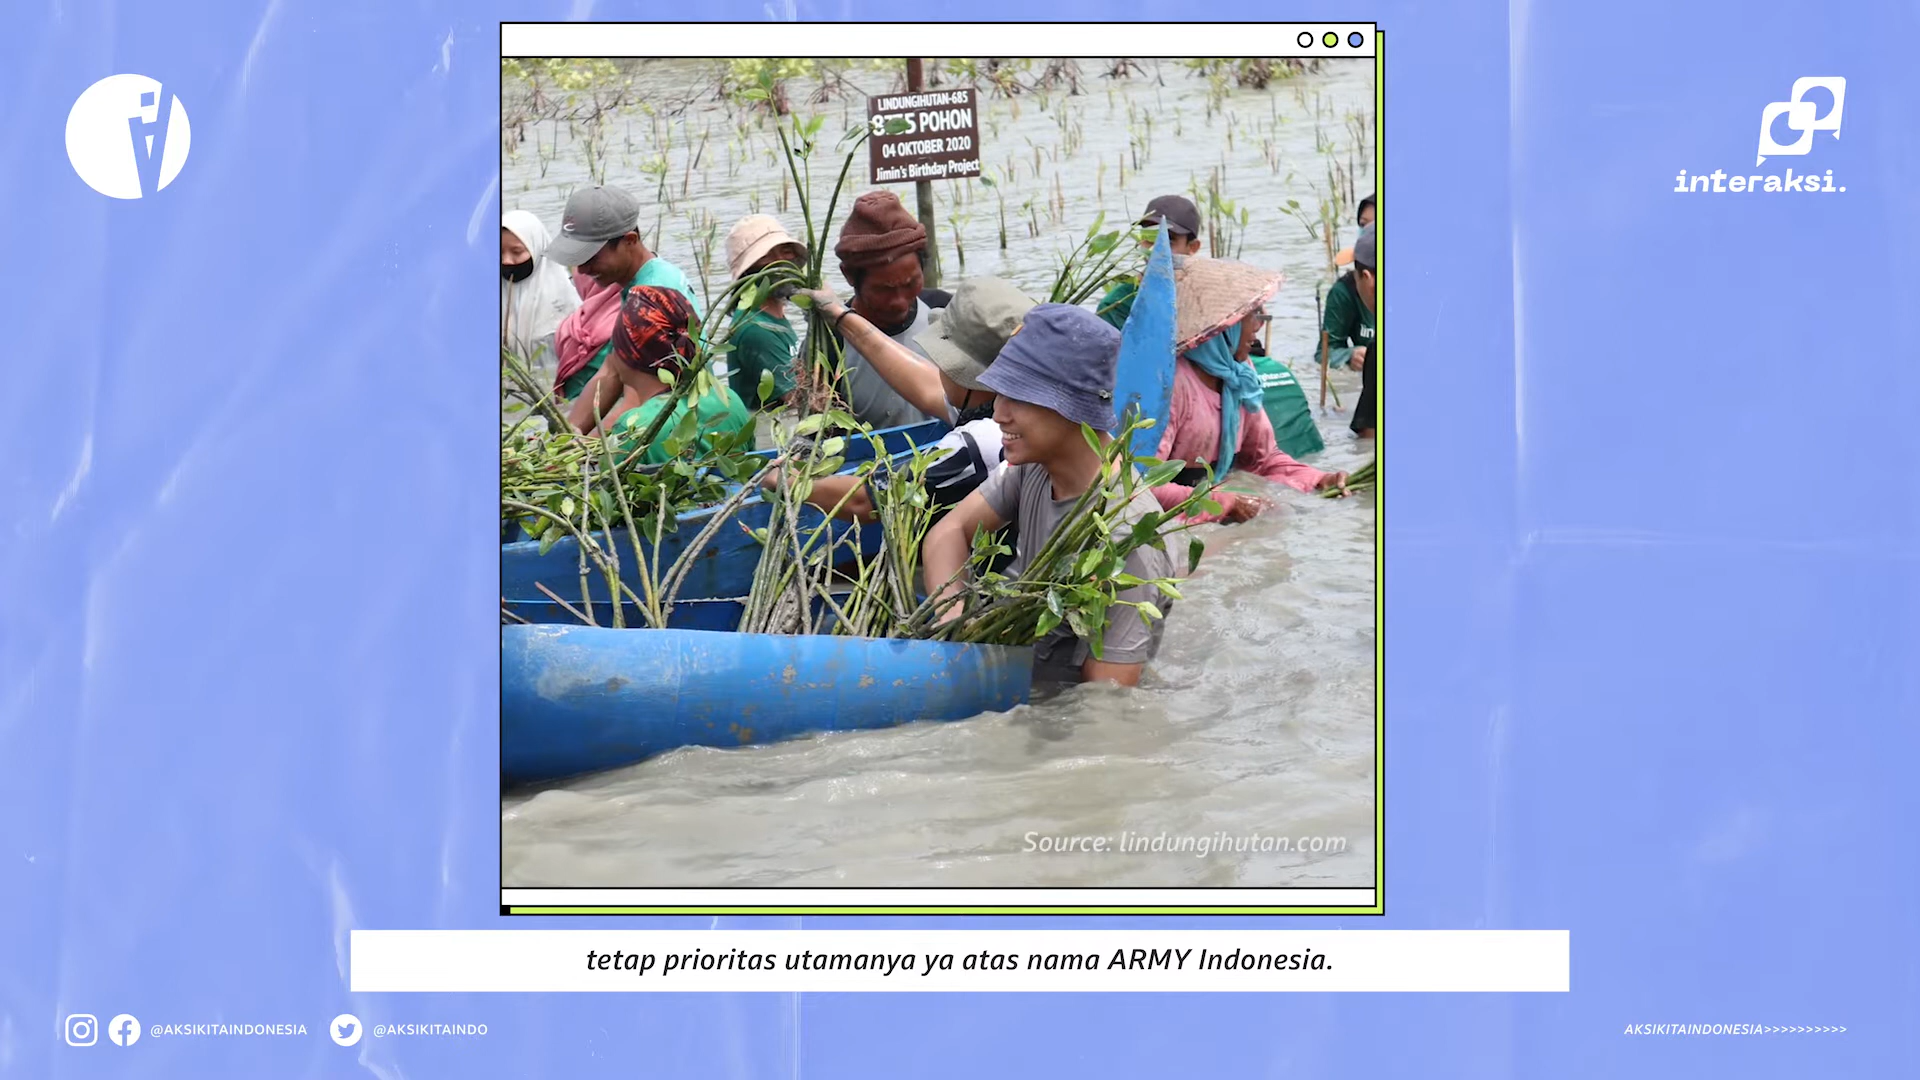 LINDUNGIHUTAN-685
POHON
04 OKTOBER 2020
Jimin's Birthday Project
interaksi.
Source: lindungihutan.com
tetap prioritas utamanya ya atas nama ARMY Indonesia.
@AKSIKITAINDONESIA
@AKSIKITAINDO
AKSIKITAINDONESIA>>>>>>>>>>